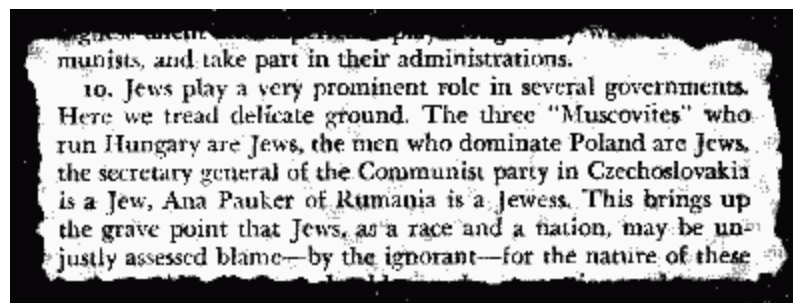 munists, and take part in their administrations.
10. Jews play a very prominent role in several governments.
Here we tread delicate ground. The three "Muscovites" who
run Hungary are Jews, the men who dominate Poland are Jews,
the secretary general of the Communist party in Czechoslovakia
is a Jew, Ana Pauker of Rumania is a Jewess. This brings up
the grave point that Jews, as a race and a nation, may be un-
justly assessed blame—by the ignorant—for the nature of these